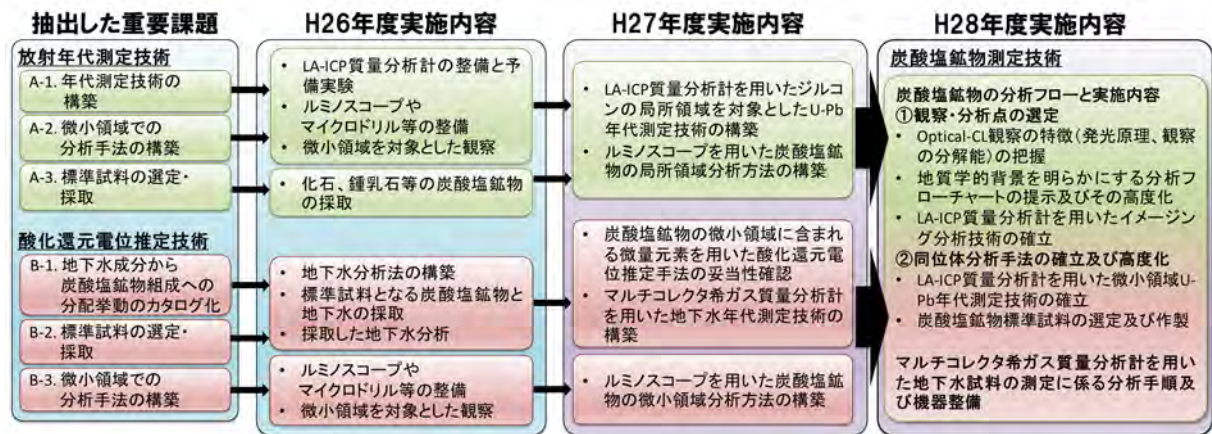 抽出した重要課題
放射年代測定技術
A-1. 年代測定技術の
構築
A-2. 微小領域での
分析手法の構築
A-3. 標準試料の選定・
採取
酸化還元電位推定技術
B-1. 地下水成分から
炭酸塩鉱物組成への
分配挙動のカタログ化
B-2. 標準試料の選定・
採取
B-3. 微小領域での
分析手法の構築
H26年度実施内容
• LA-ICP質量分析計の整備と予
備実験
• ルミノスコープや
マイクロドリル等の整備
• 微小領域を対象とした観察
• 化石、鍾乳石等の炭酸塩鉱物
の採取
• 地下水分析法の構築
• 標準試料となる炭酸塩鉱物と
地下水の採取
• 採取した地下水分析
• ルミノスコープや
マイクロドリル等の整備
• 微小領域を対象とした観察
H27年度実施内容
• LA-ICP質量分析計を用いたジルコ
ンの局所領域を対象としたU-Pb
年代測定技術の構築
• ルミノスコープを用いた炭酸塩鉱
物の局所領域分析方法の構築
• 炭酸塩鉱物の微小領域に含まれ
る微量元素を用いた酸化還元電
位推定手法の妥当性確認
• マルチコレクタ希ガス質量分析計
を用いた地下水年代測定技術の
構築
• ルミノスコープを用いた炭酸塩鉱
物の微小領域分析方法の構築
H28年度実施内容
炭酸塩鉱物測定技術
炭酸塩鉱物の分析フローと実施内容
①観察・分析点の選定
• Optical-CL観察の特徴(発光原理、観察
の分解能)の把握
• 地質学的背景を明らかにする分析フ
ローチャートの提示及びその高度化
• LA-ICP質量分析計を用いたイメージン
グ分析技術の確立
②同位体分析手法の確立及び高度化
• LA-ICP質量分析計を用いた微小領域U-
Pb年代測定技術の確立
• 炭酸塩鉱物標準試料の選定及び作製
マルチコレクタ希ガス質量分析計を用い
た地下水試料の測定に係る分析手順及
び機器整備